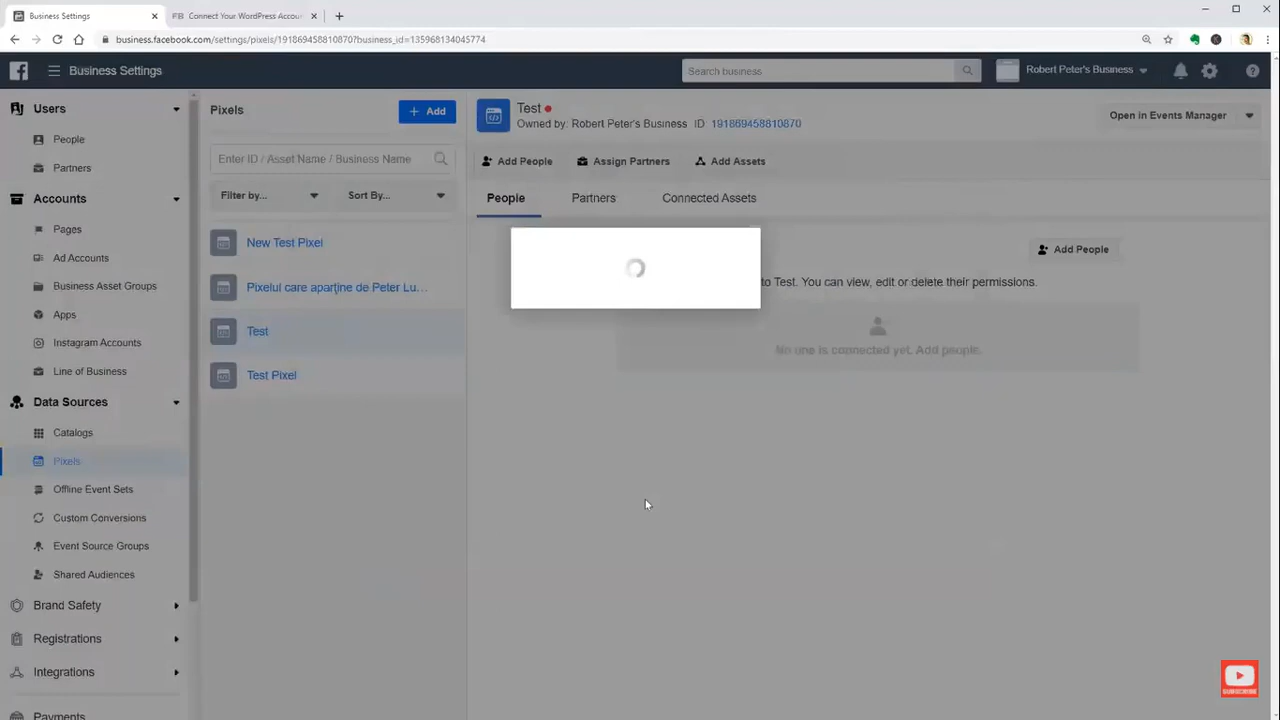 Business Settings
FB Connect Your WordPress Accou
business.facebook.com/settings/pixels/191869458810870?business_id=135968134045774
Business Settings
Search business
Robert Peter's Business
Users
People
Partners
Accounts
Pages
Ad Accounts
Business Asset Groups
Apps
Instagram Accounts
Line of Business
Data Sources
Catalogs
Pixels
Offline Event Sets
Custom Conversions
Event Source Groups
Shared Audiences
Brand Safety
Registrations
Integrations
Payments
Pixels
+ Add
Enter ID / Asset Name / Business Name
Filter by...
Sort By...
New Test Pixel
Pixelul care aparține de Peter Lu...
Test
Test Pixel
Test
Owned by: Robert Peter's Business ID: 191869458810870
Open in Events Manager
Add People
Assign Partners
Add Assets
People
Partners
Connected Assets
Add People
to Test. You can view, edit or delete their permissions.
No one is connected yet. Add people.
SUBSCRIBE